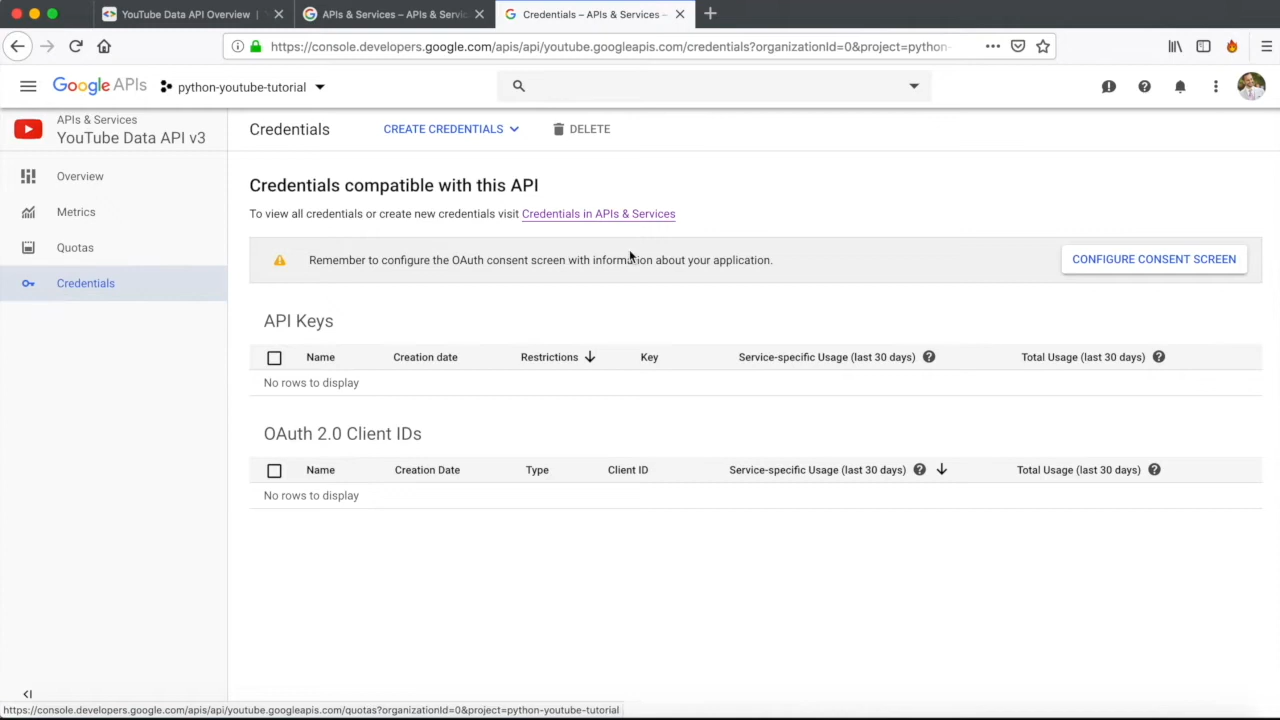 YouTube Data API Overview
APIs & Services – APIs & Servic
Credentials – APIs & Services –
https://console.developers.google.com/apis/api/youtube.googleapis.com/credentials?organizationId=0&project=python-
Google APIs
python-youtube-tutorial
APIs & Services
YouTube Data API v3
Credentials
CREATE CREDENTIALS
DELETE
Overview
Metrics
Quotas
Credentials
Credentials compatible with this API
To view all credentials or create new credentials visit Credentials in APIs & Services
Remember to configure the OAuth consent screen with information about your application.
CONFIGURE CONSENT SCREEN
API Keys
Name Creation date Restrictions Key Service-specific Usage (last 30 days) Total Usage (last 30 days)
No rows to display
OAuth 2.0 Client IDs
Name Creation Date Type Client ID Service-specific Usage (last 30 days) Total Usage (last 30 days)
No rows to display
https://console.developers.google.com/apis/api/youtube.googleapis.com/quotas?organizationId=0&project=python-youtube-tutorial